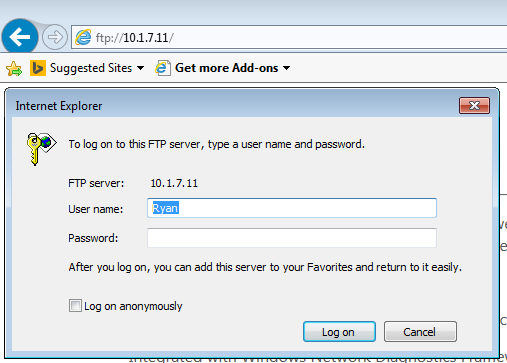 ftp://10.1.7.11/
Suggested Sites Get more Add-ons
Internet Explorer
To log on to this FTP server, type a user name and password.
FTP server: 10.1.7.11
User name: Ryan
Password:
After you log on, you can add this server to your Favorites and return to it easily.
Log on anonymously
Log on Cancel
Integrated with Windows Network Diagnostics